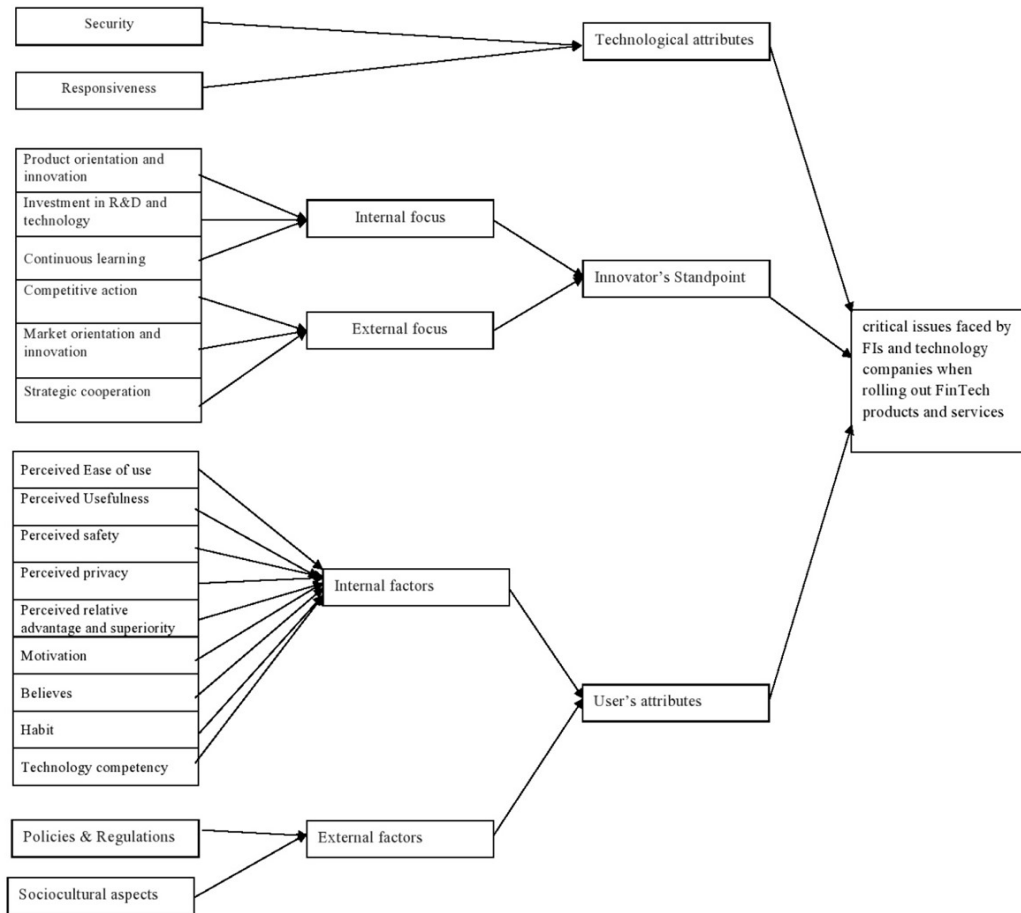 Security
Technological attributes
Responsiveness
Product orientation and
innovation
Investment in R&D and
technology
Continuous learning
Internal focus
Competitive action
Market orientation and
innovation
Strategic cooperation
External focus
Innovator's Standpoint
critical issues faced by
FIs and technology
companies when
rolling out FinTech
products and services
Perceived Ease of use
Perceived Usefulness
Perceived safety
Perceived privacy
Perceived relative
advantage and superiority
Motivation
Believes
Habit
Technology competency
Internal factors
User's attributes
Policies & Regulations
External factors
Sociocultural aspects